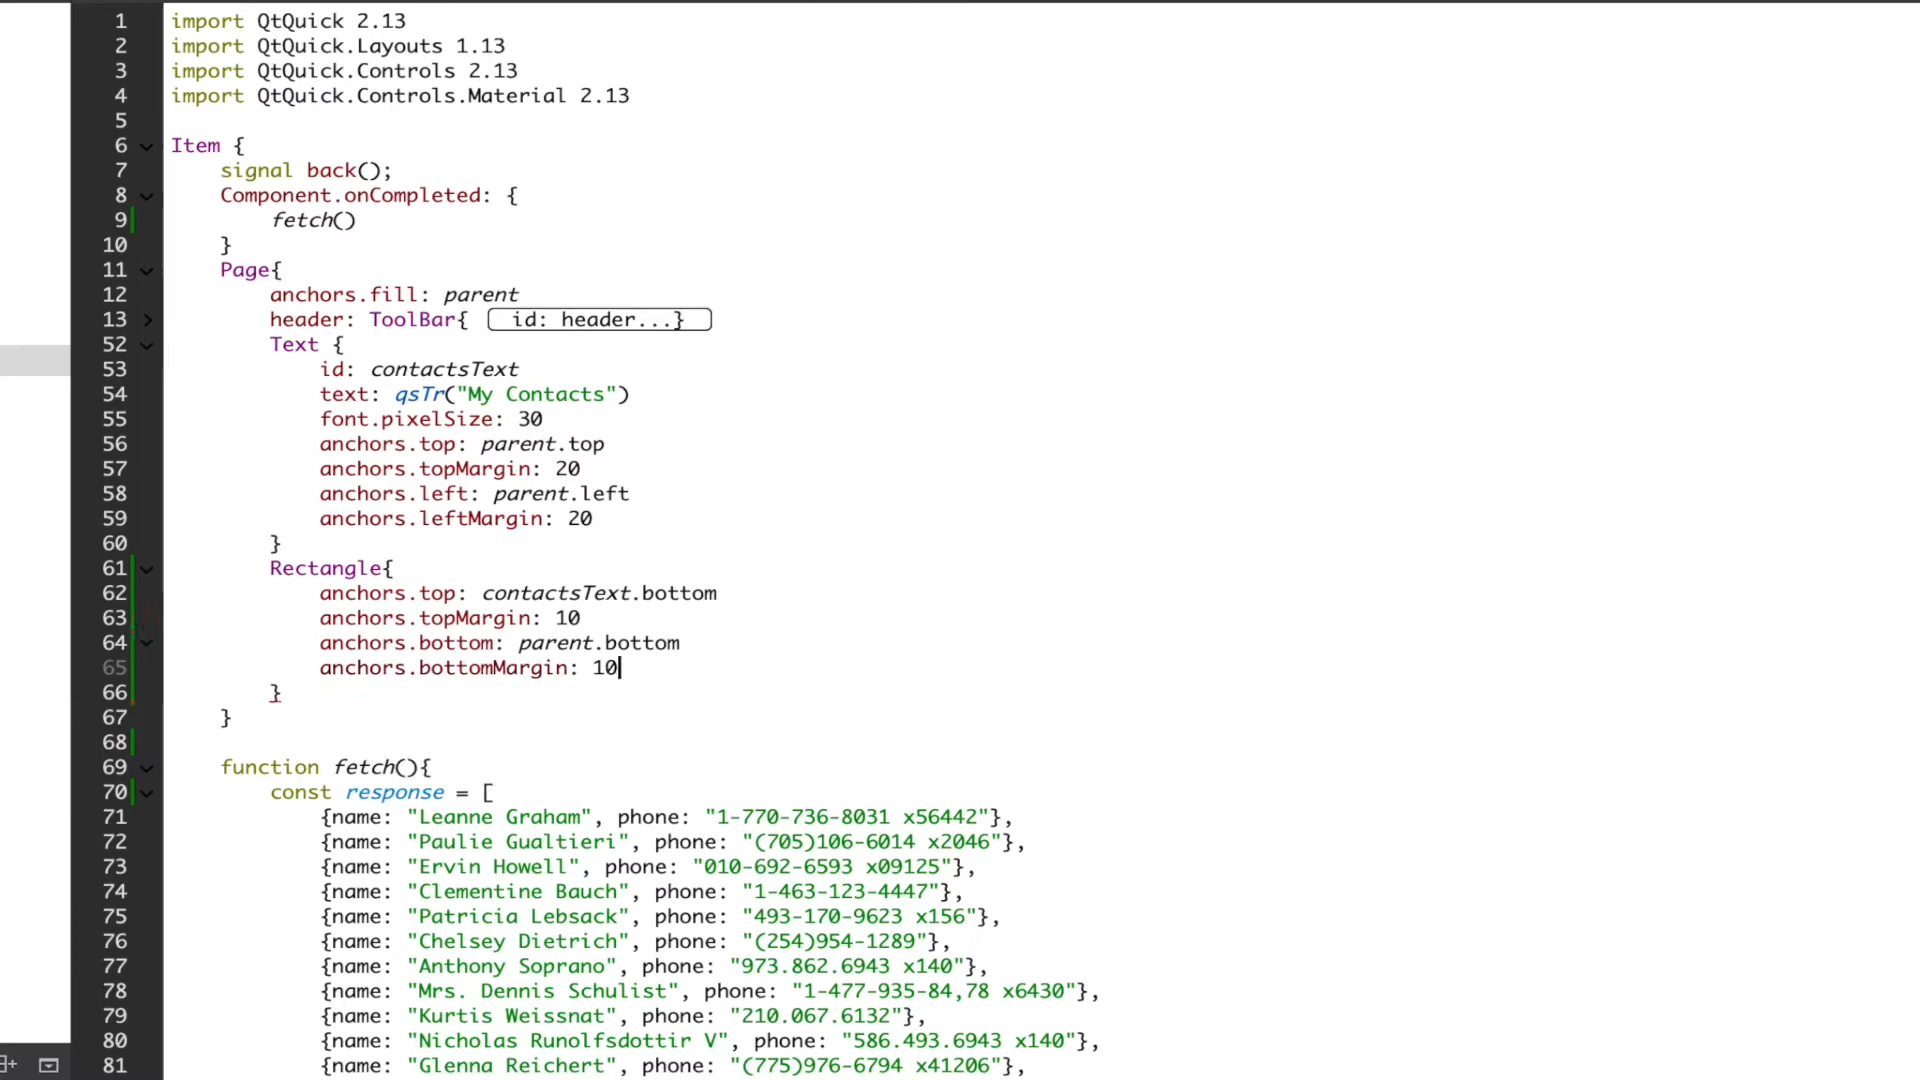 1 import QtQuick 2.13
2 import QtQuick.Layouts 1.13
3 import QtQuick.Controls 2.13
4 import QtQuick.Controls.Material 2.13
5
6 Item {
7 signal back();
8 Component.onCompleted: {
9 fetch()
10 }
11 Page{
12 anchors.fill: parent
13 header: ToolBar{ id: header...}
52 Text {
53 id: contactsText
54 text: qsTr("My Contacts")
55 font.pixelSize: 30
56 anchors.top: parent.top
57 anchors.topMargin: 20
58 anchors.left: parent.left
59 anchors.leftMargin: 20
60 }
61 Rectangle{
62 anchors.top: contactsText.bottom
63 anchors.topMargin: 10
64 anchors.bottom: parent.bottom
65 anchors.bottomMargin: 10
66 }
67 }
68
69 function fetch(){
70 const response = [
71 {name: "Leanne Graham", phone: "1-770-736-8031 x56442"},
72 {name: "Paulie Gualtieri", phone: "(705)106-6014 x2046"},
73 {name: "Ervin Howell", phone: "010-692-6593 x09125"},
74 {name: "Clementine Bauch", phone: "1-463-123-4447"},
75 {name: "Patricia Lebsack", phone: "493-170-9623 x156"},
76 {name: "Chelsey Dietrich", phone: "(254)954-1289"},
77 {name: "Anthony Soprano", phone: "973.862.6943 x140"},
78 {name: "Mrs. Dennis Schulist", phone: "1-477-935-84,78 x6430"},
79 {name: "Kurtis Weissnat", phone: "210.067.6132"},
80 {name: "Nicholas Runolfsdottir V", phone: "586.493.6943 x140"},
81 {name: "Glenna Reichert", phone: "(775)976-6794 x41206"},